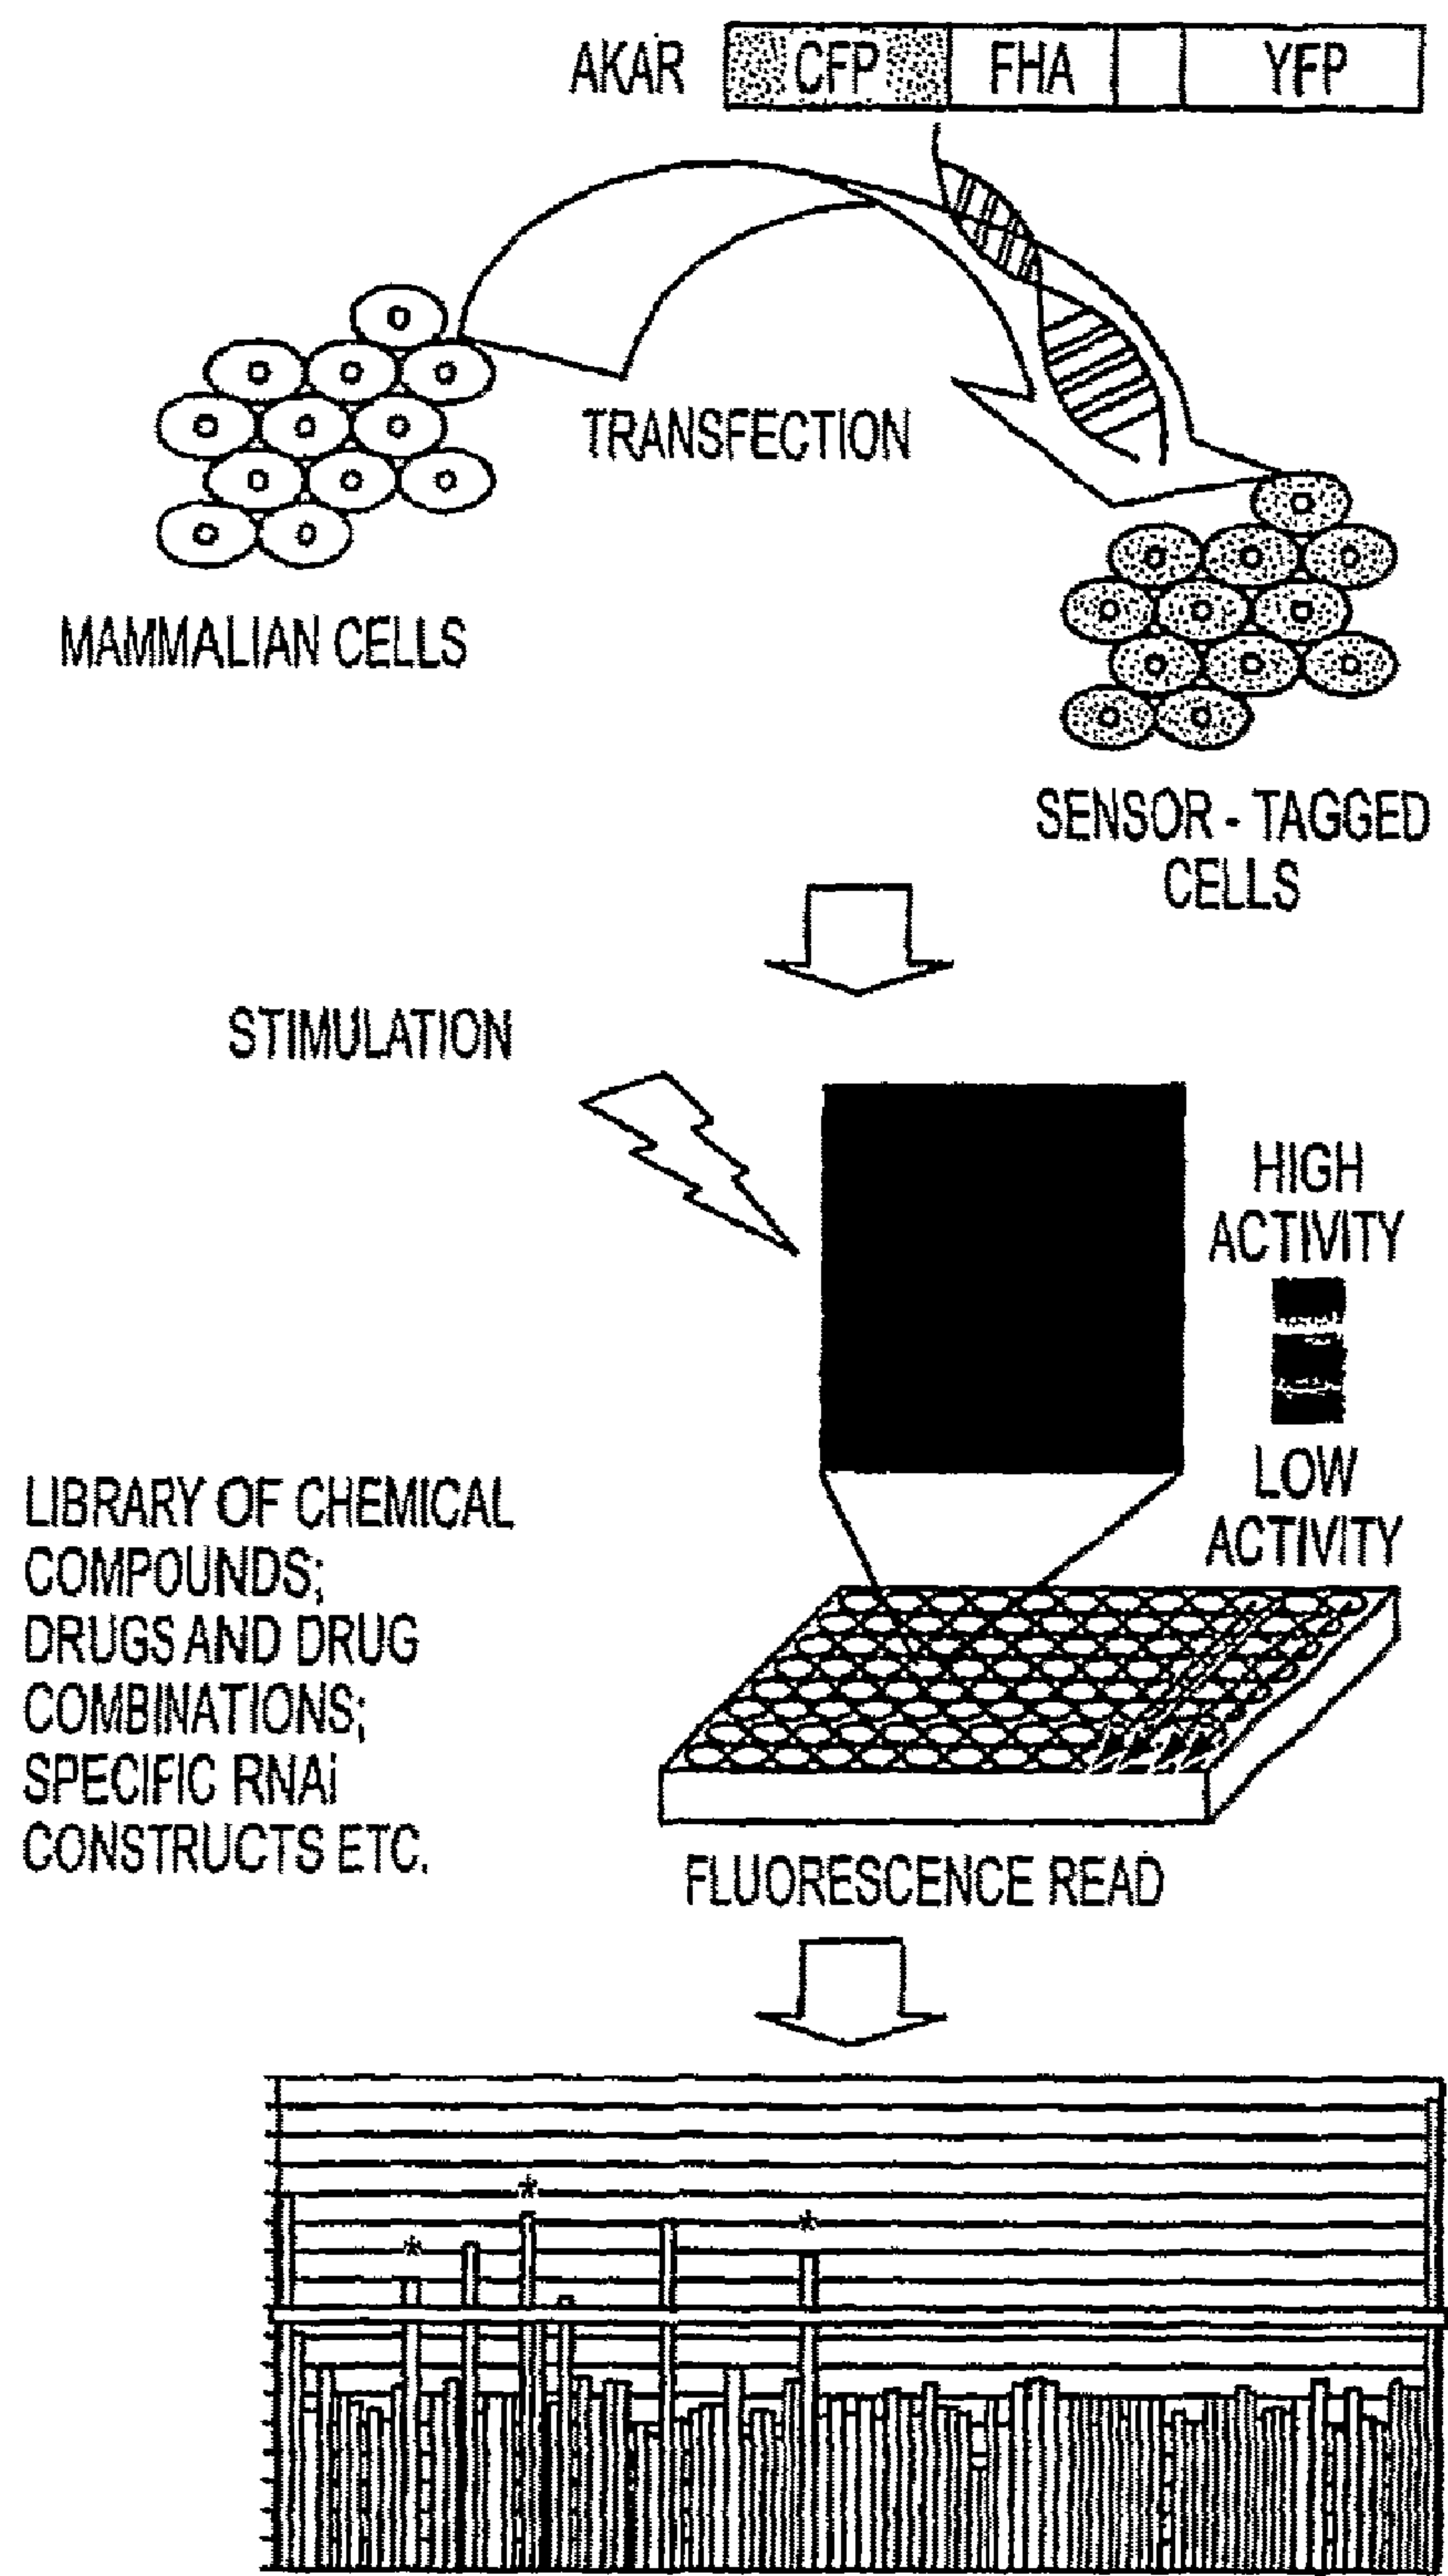 AKAR CFP FHA YFP
TRANSFECTION
MAMMALIAN CELLS
SENSOR - TAGGED
CELLS
STIMULATION
HIGH
ACTIVITY
LOW
ACTIVITY
LIBRARY OF CHEMICAL
COMPOUNDS;
DRUGS AND DRUG
COMBINATIONS;
SPECIFIC RNAi
CONSTRUCTS ETC.
FLUORESCENCE READ
* * *